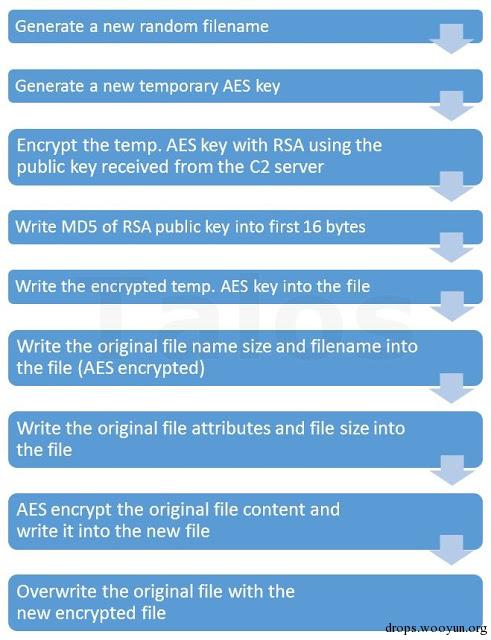 Generate a new random filename
Generate a new temporary AES key
Encrypt the temp. AES key with RSA using the
public key received from the C2 server
Write MD5 of RSA public key into first 16 bytes
Write the encrypted temp. AES key into the file
Talos
Write the original file name size and filename into
the file (AES encrypted)
Write the original file attributes and file size into
the file
AES encrypt the original file content and
write it into the new file
Overwrite the original file with the
new encrypted file
drops.wooyun.org